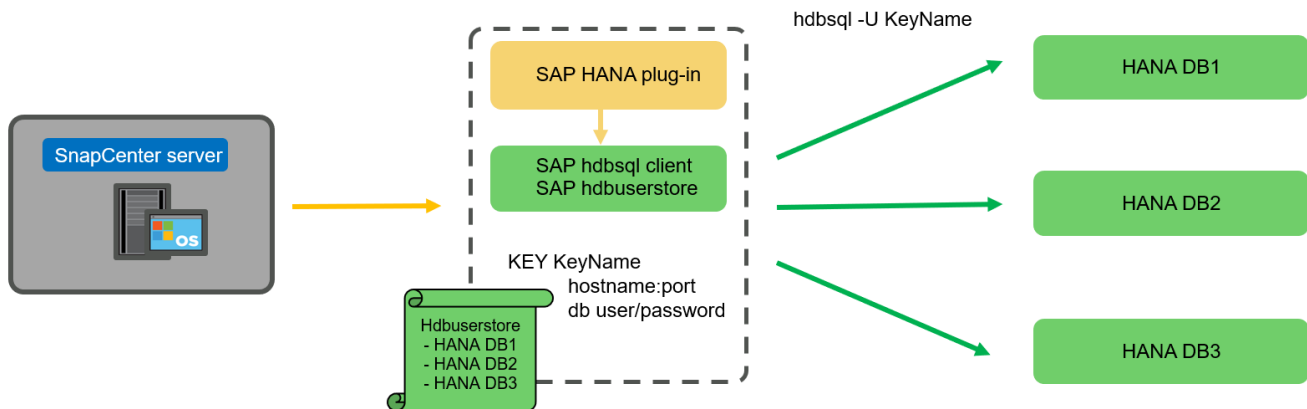 hdbsql -U KeyName
SAP HANA plug-in
HANA DB1
SnapCenter server
SAP hdbsql client
SAP hdbuserstore
HANA DB2
OS
KEY KeyName
hostname:port
db user/password
Hdbuserstore
- HANA DB1
- HANA DB2
- HANA DB3
HANA DB3